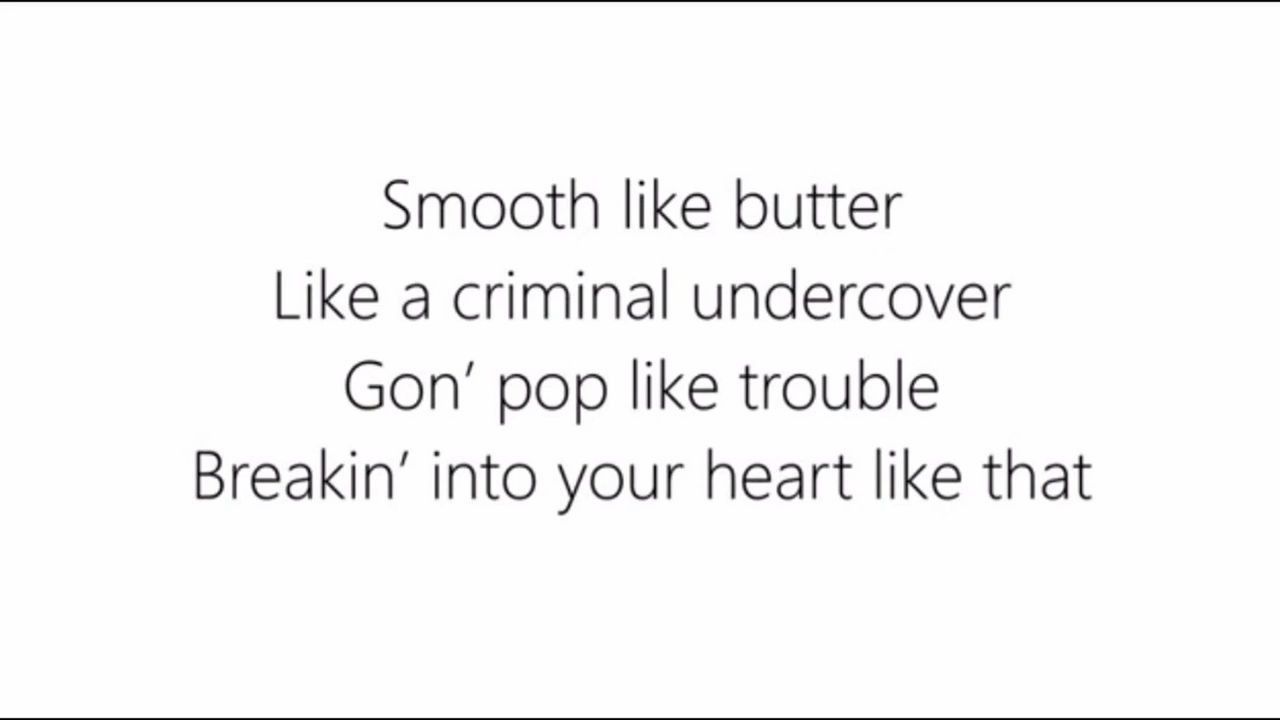 Smooth like butter
Like a criminal undercover
Gon’ pop like trouble
Breakin’ into your heart like that